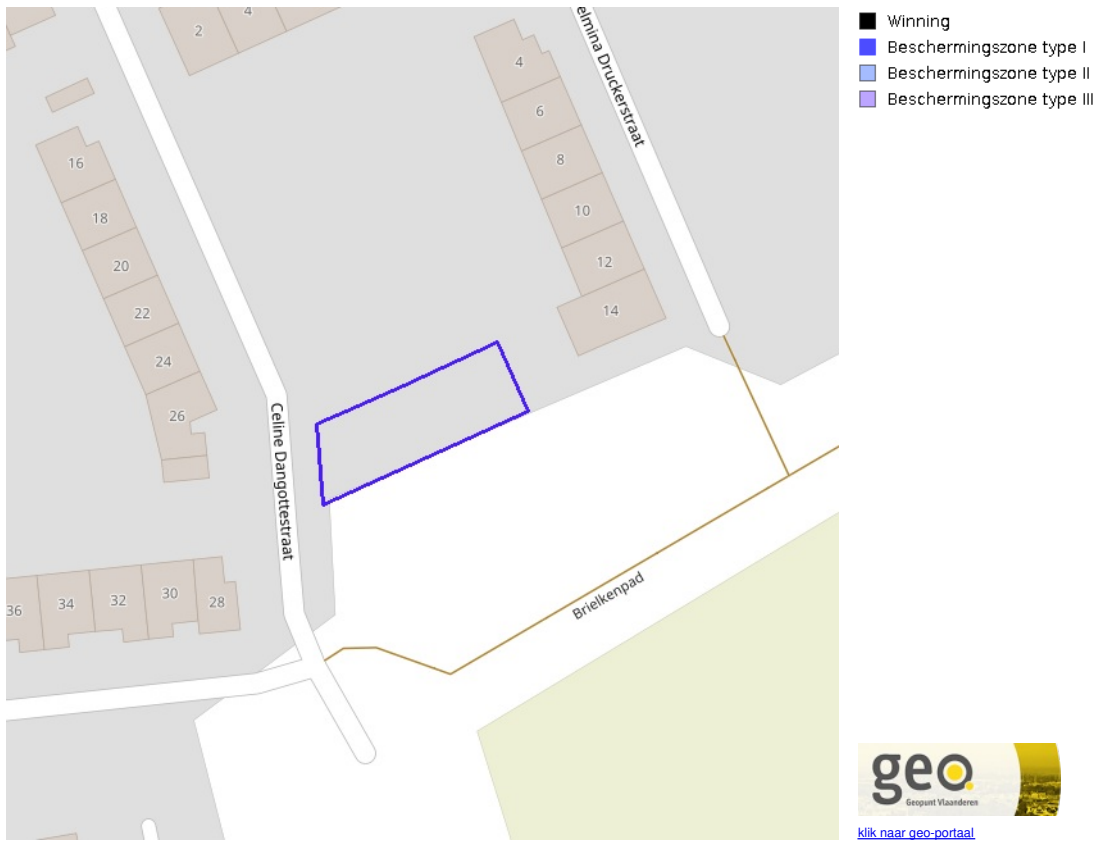 2
4
elmina Druckerstraat
4
6
8
10
12
14
16
18
20
22
24
26
Celine Dangottestraat
36
34
32
30
28
Brielkenpad
Winning
Beschermingszone type I
Beschermingszone type II
Beschermingszone type III
geo.
Geopunt Vlaanderen
klik naar geo-portaal